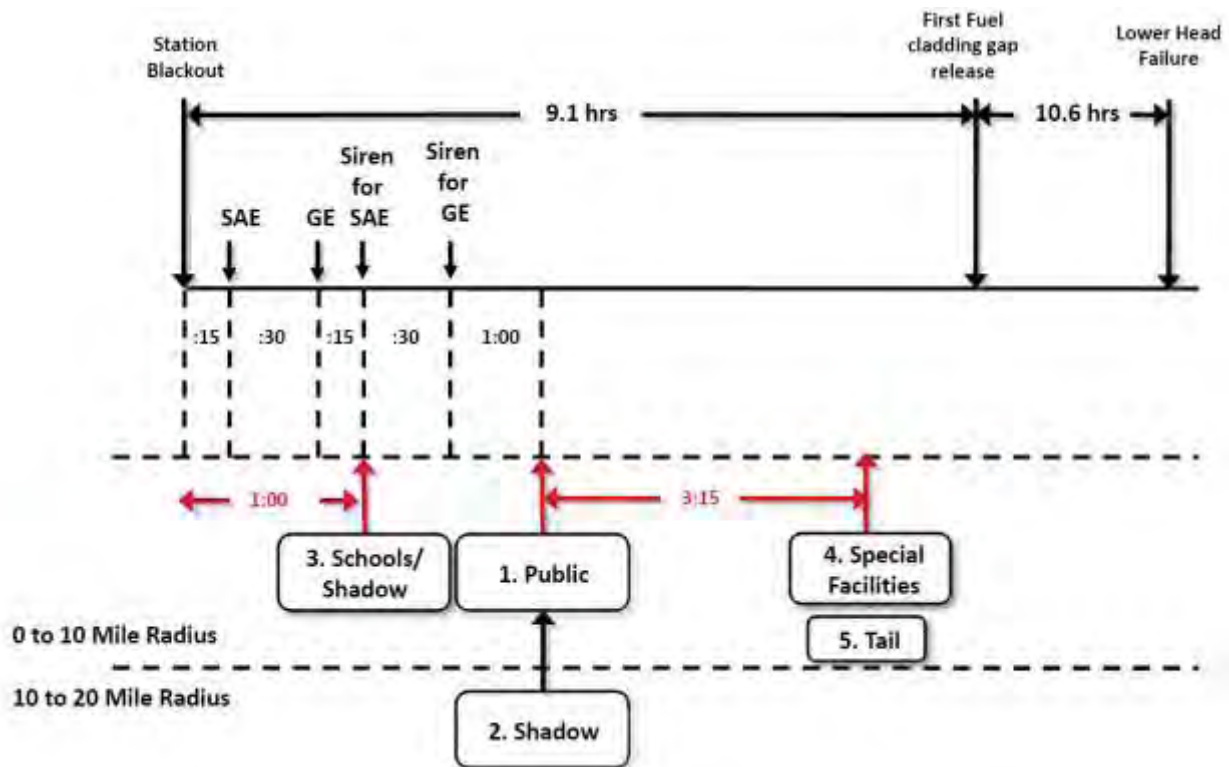 Station
Blackout
First Fuel
cladding gap
release
Lower Head
Failure
9.1 hrs
10.6 hrs
SAE
GE
Siren
for
SAE
Siren
for
GE
:15
:30
:15
:30
1:00
1:00
3:15
3. Schools/
Shadow
1. Public
4. Special
Facilities
5. Tail
0 to 10 Mile Radius
10 to 20 Mile Radius
2. Shadow